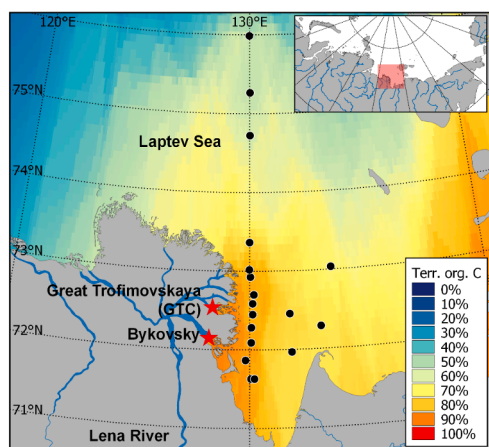 120°E
130°E
75°N
Laptev Sea
74°N
73°N
Great Trofimovskaya
(GTC)
72°N
Bykovsky
71°N
Lena River
Terr. org. C
0%
10%
20%
30%
40%
50%
60%
70%
80%
90%
100%